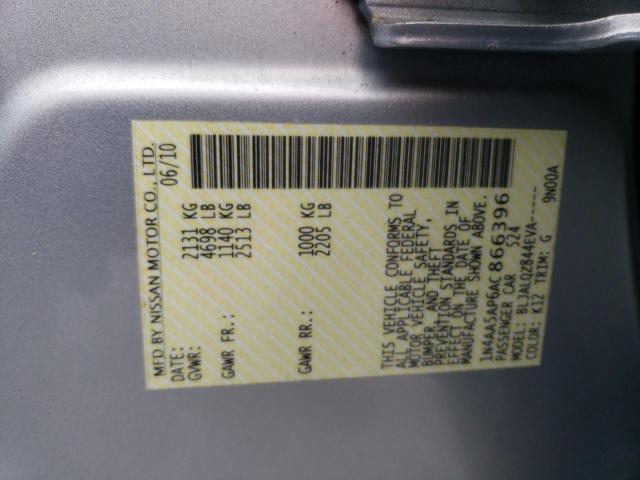 MFD BY NISSAN MOTOR CO., LTD.
DATE: 06/10
GVWR: 2131 KG
4698 LB
GAWR FR.: 1140 KG
2513 LB
GAWR RR.: 1000 KG
2205 LB
THIS VEHICLE CONFORMS TO
ALL APPLICABLE FEDERAL
MOTOR VEHICLE SAFETY,
BUMPER, AND THEFT
PREVENTION STANDARDS IN
EFFECT ON THE DATE OF
MANUFACTURE SHOWN ABOVE.
1N4AA5AP6AC866396
PASSENGER CAR 524
MODEL: BLJALQZ844EVA------
COLOR: K12 TRIM: G 9N00A